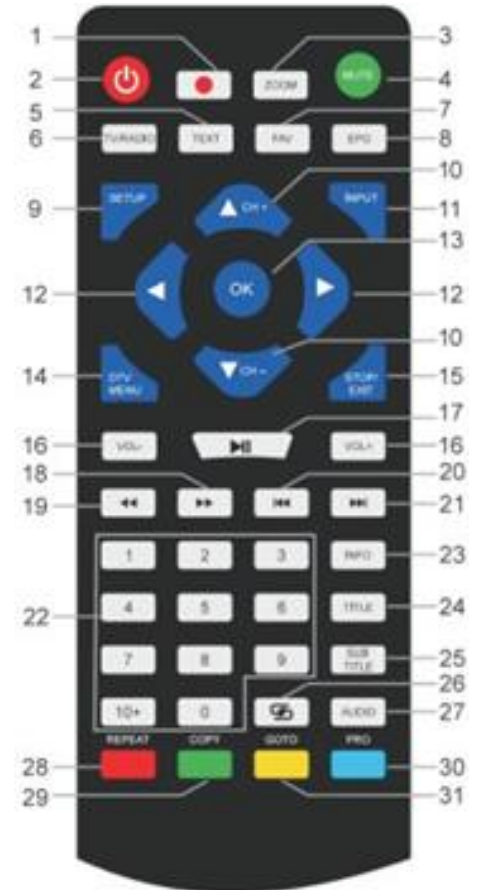 1 3
2 4
5 7
ZOOM MUTE
6 TV/RADIO TEXT FAV EPG 8
10
9 SETUP CH + INPUT 11
13
12 OK 12
10
14 DTV MENU CH - STOP/ EXIT 15
17
16 VOL- VOL+ 16
18 20
19 21
1 2 3 INFO 23
22 4 5 6 TITLE 24
7 8 9 SUB TITLE 25
26
10+ 0 AUDIO 27
REPEAT COPY GOTO PRO
28 30
29 31